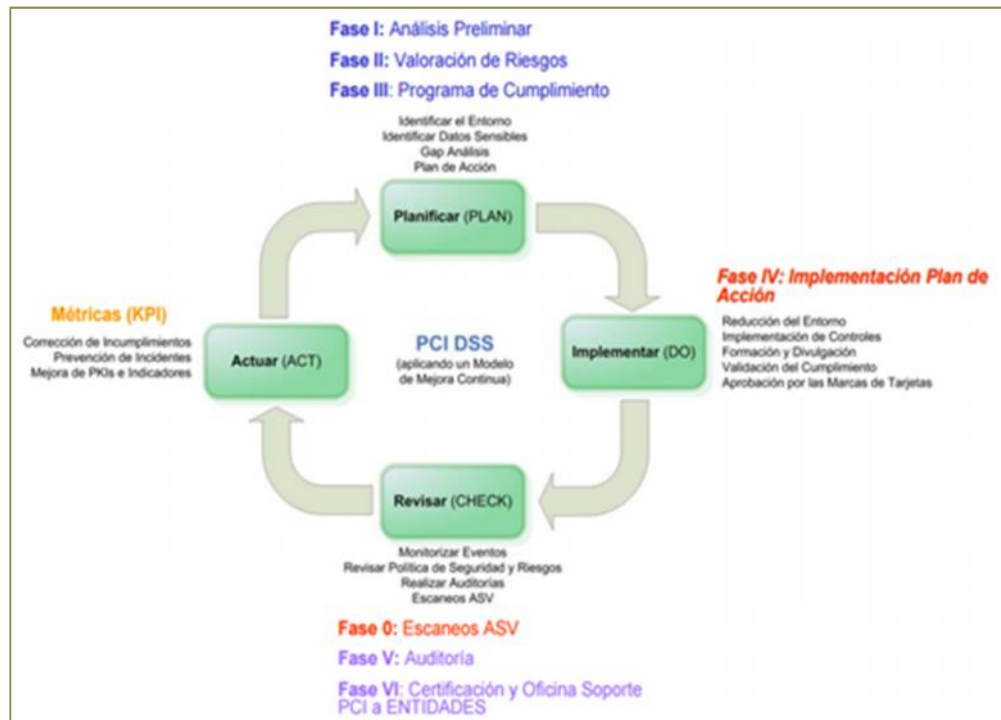 Fase I: Análisis Preliminar
Fase II: Valoración de Riesgos
Fase III: Programa de Cumplimiento
Identificar el Entorno
Identificar Datos Sensibles
Gap Análisis
Plan de Acción
Planificar (PLAN)
Fase IV: Implementación Plan de
Acción
Reducción del Entorno
Implementación de Controles
Formación y Divulgación
Validación del Cumplimiento
Aprobación por las Marcas de Tarjetas
Implementar (DO)
PCI DSS
(aplicando un Modelo
de Mejora Continua)
Métricas (KPI)
Corrección de Incumplimientos
Prevención de Incidentes
Mejora de PKIs e Indicadores
Actuar (ACT)
Revisar (CHECK)
Monitorizar Eventos
Revisar Política de Seguridad y Riesgos
Realizar Auditorías
Escaneos ASV
Fase 0: Escaneos ASV
Fase V: Auditoría
Fase VI: Certificación y Oficina Soporte
PCI a ENTIDADES